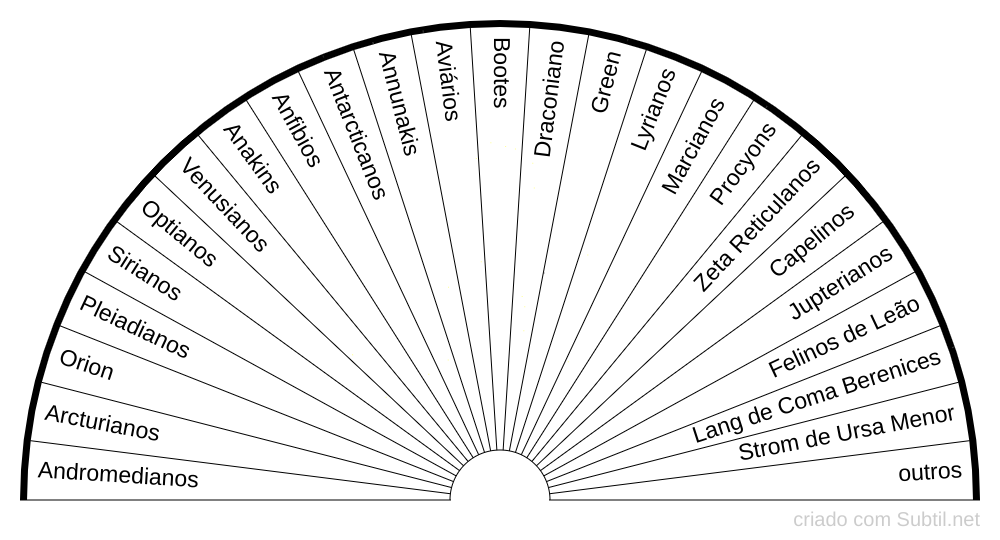 Andromedianos
Arcturianos
Orion
Pleiadianos
Sirianos
Optianos
Venusianos
Anakins
Anfibios
Antarcticanos
Annunakis
Aviários
Bootes
Draconiano
Green
Lyrianos
Marcianos
Procyons
Zeta Reticulanos
Capelinos
Jupterianos
Felinos de Leão
Lang de Coma Berenices
Strom de Ursa Menor
outros
criado com Subtil.net